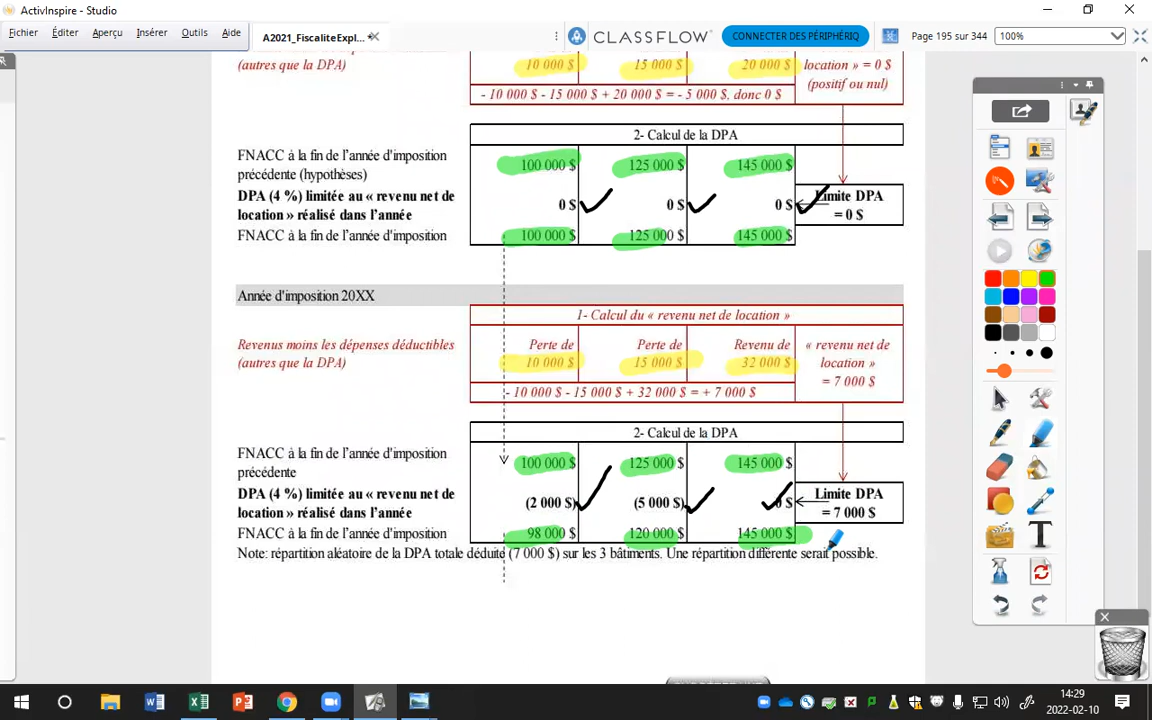 ActivInspire - Studio
Fichier Éditer Aperçu Insérer Outils Aide
A2021_FiscaliteExpl...
CLASSFLOW
CONNECTER DES PÉRIPHÉRIQ
Page 195 sur 344
100%
(autres que la DPA)
10 000 $ 15 000 $ 20 000 $
location » = 0 $
(positif ou nul)
- 10 000 $ - 15 000 $ + 20 000 $ = - 5 000 $, donc 0 $
2- Calcul de la DPA
FNACC à la fin de l'année d'imposition
précédente (hypothèses)
100 000 $ 125 000 $ 145 000 $
DPA (4 %) limitée au « revenu net de
location » réalisé dans l'année
0 $ 0 $ 0 $
Limite DPA
= 0 $
FNACC à la fin de l'année d'imposition
100 000 $ 125 000 $ 145 000 $
Année d'imposition 20XX
1- Calcul du « revenu net de location »
Revenus moins les dépenses déductibles
(autres que la DPA)
Perte de
10 000 $
Perte de
15 000 $
Revenu de
32 000 $
« revenu net de
location »
= 7 000 $
- 10 000 $ - 15 000 $ + 32 000 $ = + 7 000 $
2- Calcul de la DPA
FNACC à la fin de l'année d'imposition
précédente
100 000 $ 125 000 $ 145 000 $
DPA (4 %) limitée au « revenu net de
location » réalisé dans l'année
(2 000 $) (5 000 $) 0 $
Limite DPA
= 7 000 $
FNACC à la fin de l'année d'imposition
98 000 $ 120 000 $ 145 000 $
Note: répartition aléatoire de la DPA totale déduite (7 000 $) sur les 3 bâtiments. Une répartition différente serait possible.
14:29
2022-02-10